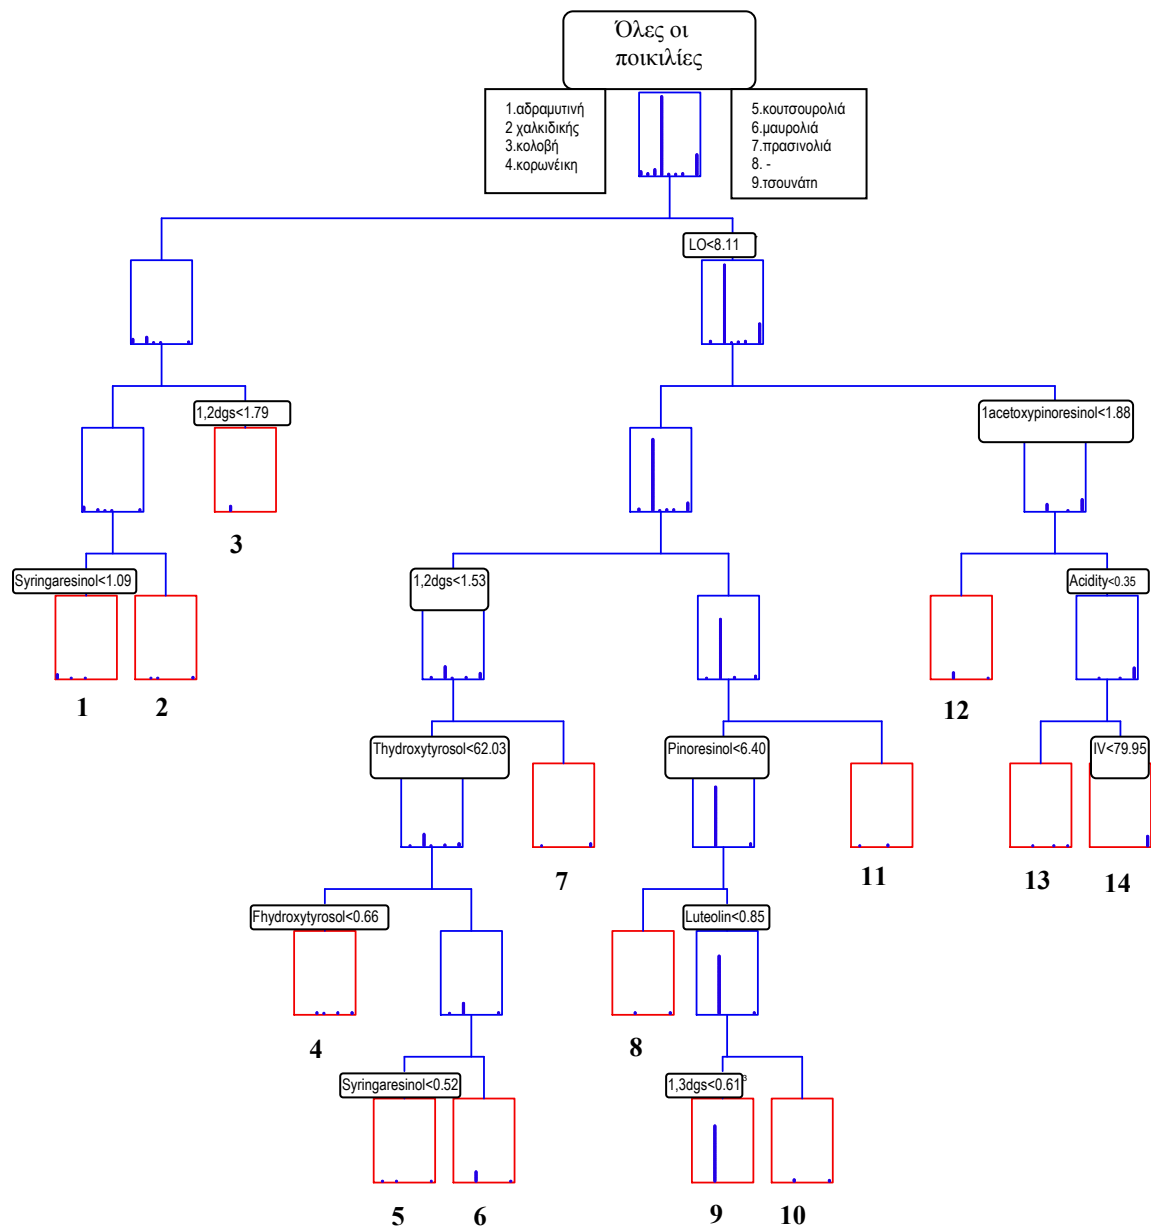 Όλες οι
ποικιλίες
1.αδραμυτινή
2 χαλκιδικής
3.κολοβή
4.κορωνέικη
5.κουτσουρολιά
6.μαυρολιά
7.πρασινολιά
8. -
9.τσουνάτη
LO<8.11
1,2dgs<1.79
1acetoxypinoresinol<1.88
3
Syringaresinol<1.09
1,2dgs<1.53
Acidity<0.35
1
2
12
Thydroxytyrosol<62.03
Pinoresinol<6.40
IV<79.95
7
11
13
14
Fhydroxytyrosol<0.66
Luteolin<0.85
4
8
Syringaresinol<0.52
1,3dgs<0.61³
5
6
9
10